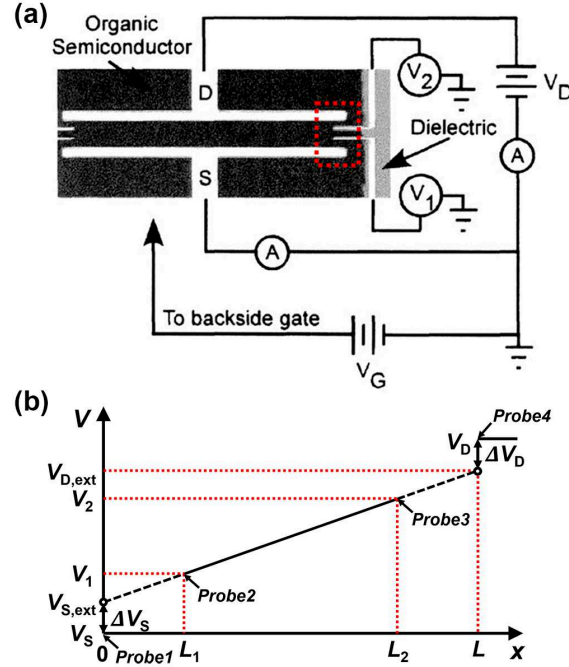 (a)
Organic
Semiconductor
D
V2
VD
Dielectric
A
S
V1
A
To backside gate
VG
(b)
V
Probe4
VD
ΔVD
VD,ext
V2
Probe3
V1
Probe2
VS,ext
ΔVS
VS
0
Probe1
L1
L2
L
x